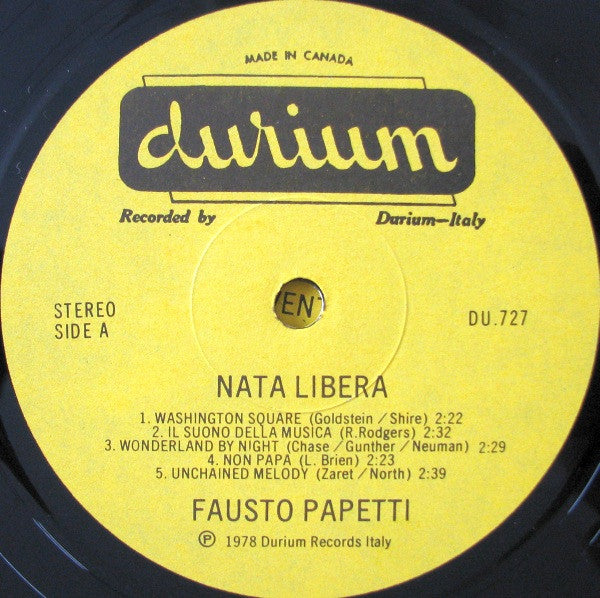 MADE IN CANADA
durium
Recorded by Durium—Italy
EN
STEREO
SIDE A
DU.727
NATA LIBERA
1. WASHINGTON SQUARE (Goldstein/Shire) 2:22
2. IL SUONO DELLA MUSICA (R.Rodgers) 2:32
3. WONDERLAND BY NIGHT (Chase/Gunther/Neuman) 2:29
4. NON PAPA (L. Brien) 2:23
5. UNCHAINED MELODY (Zaret/North) 2:39
FAUSTO PAPETTI
℗ 1978 Durium Records Italy